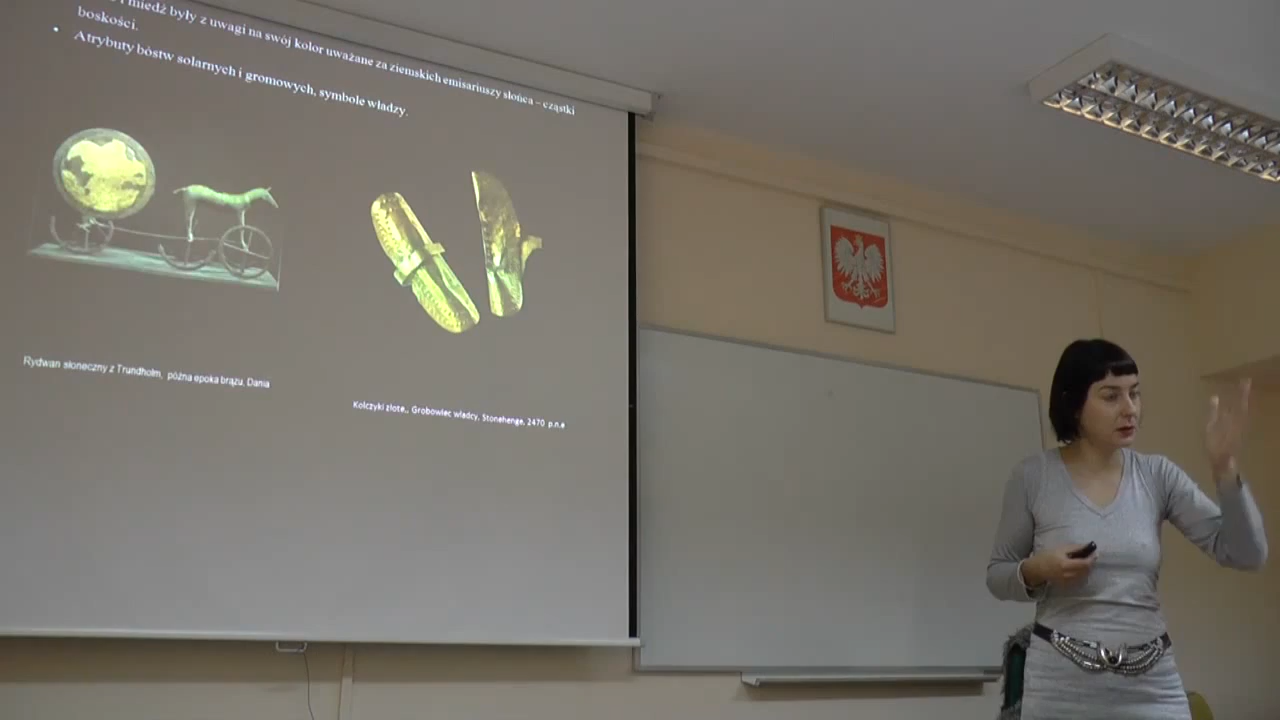 i miedź były z uwagi na swój kolor uważane za ziemskich emisariuszy słońca – cząstki
boskości.
• Atrybuty bóstw solarnych i gromowych, symbole władzy.
Rydwan słoneczny z Trundholm, późna epoka brązu, Dania
Kolczyki złote,, Grobowiec władcy, Stonehenge, 2470 p.n.e